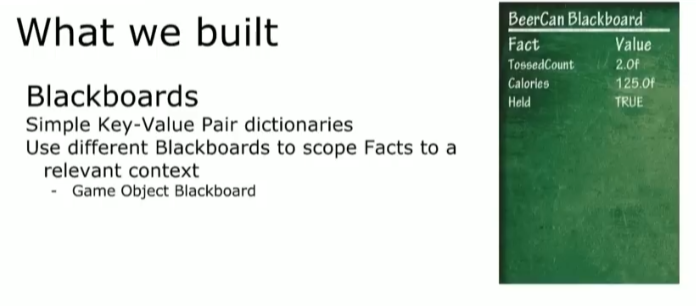 What we built
Blackboards
Simple Key-Value Pair dictionaries
Use different Blackboards to scope Facts to a
relevant context
- Game Object Blackboard
BeerCan Blackboard
Fact Value
TossedCount 2.0f
Calories 125.0f
Held TRUE